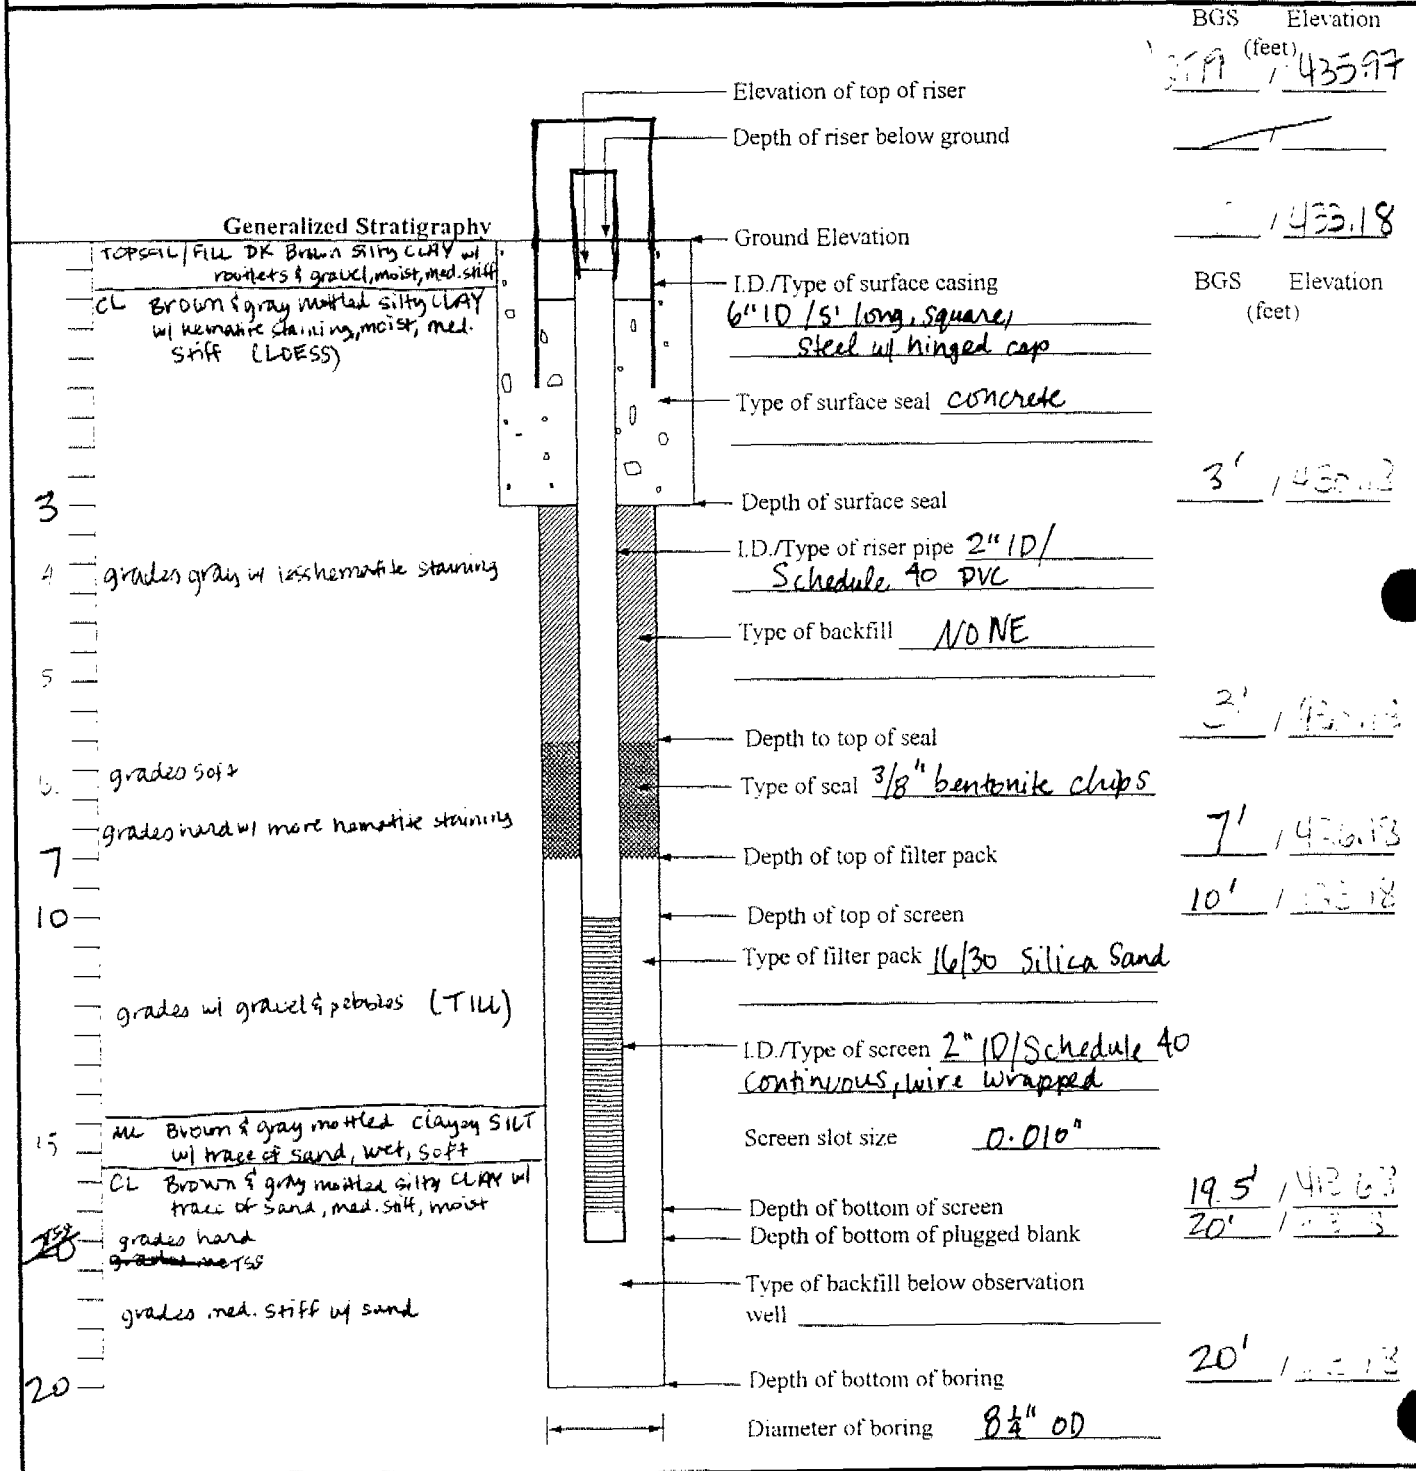 BGS Elevation
(feet)
/ 435.97
Elevation of top of riser
Depth of riser below ground
/
Generalized Stratigraphy
/ 433.18
Ground Elevation
TOPSOIL/FILL DK Brown Silty CLAY w/
rootlets & gravel, moist, med. stiff
I.D./Type of surface casing
BGS Elevation
(feet)
CL Brown & gray mottled silty CLAY
w/ hematite staining, moist, med.
Stiff (LOESS)
6" ID / 5' long, square,
Steel w/ hinged cap
Type of surface seal concrete
3' /
3
Depth of surface seal
I.D./Type of riser pipe 2" ID/
Schedule 40 PVC
4 grades gray w/ less hematite staining
Type of backfill NONE
5
3' /
Depth to top of seal
6. grades soft
Type of seal 3/8" bentonite chips
grades hard w/ more hematite staining
7' / 426.18
7
Depth of top of filter pack
10' /
10
Depth of top of screen
Type of filter pack 16/30 Silica Sand
grades w/ gravel & pebbles (TILL)
I.D./Type of screen 2" ID/Schedule 40
Continuous, wire wrapped
ML Brown & gray mottled clayey SILT
w/ trace of sand, wet, soft
15
Screen slot size 0.010"
CL Brown & gray mottled silty CLAY w/
trace of sand, med. stiff, moist
19.5' /
Depth of bottom of screen
20' /
Depth of bottom of plugged blank
20 grades hard
TSS
Type of backfill below observation
well
grades med. stiff w/ sand
20' /
20
Depth of bottom of boring
Diameter of boring 8 1/4" OD